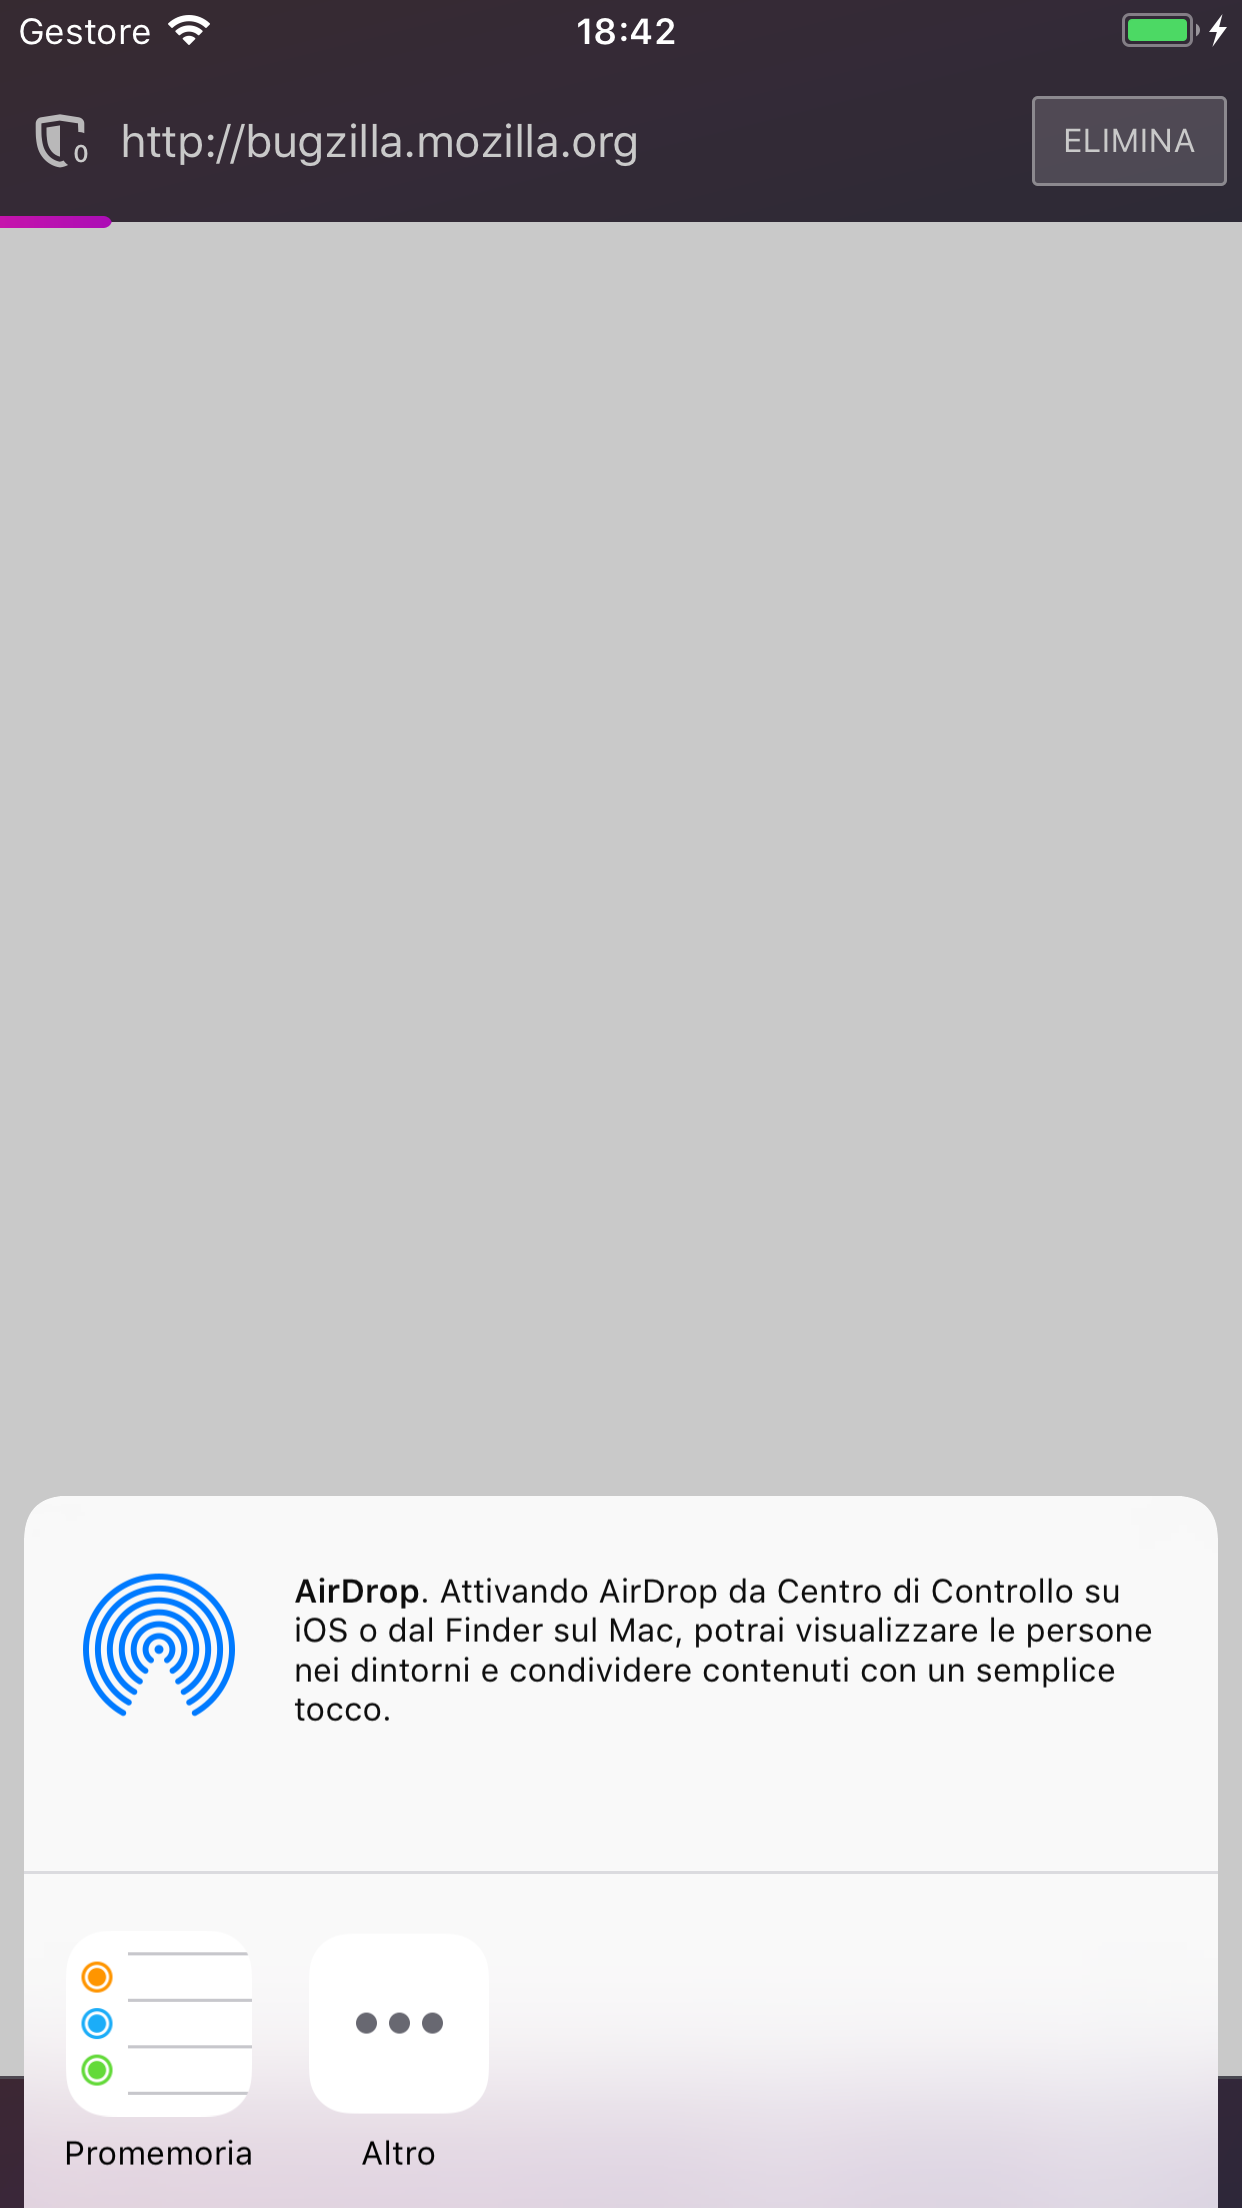 Gestore
18:42
0
http://bugzilla.mozilla.org
ELIMINA
AirDrop. Attivando AirDrop da Centro di Controllo su
iOS o dal Finder sul Mac, potrai visualizzare le persone
nei dintorni e condividere contenuti con un semplice
tocco.
Promemoria
Altro